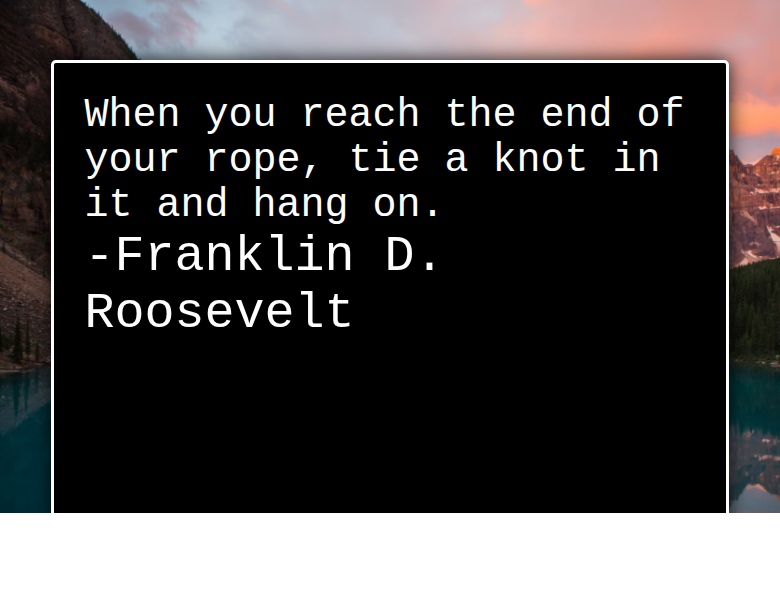 When you reach the end of
your rope, tie a knot in
it and hang on.
-Franklin D.
Roosevelt